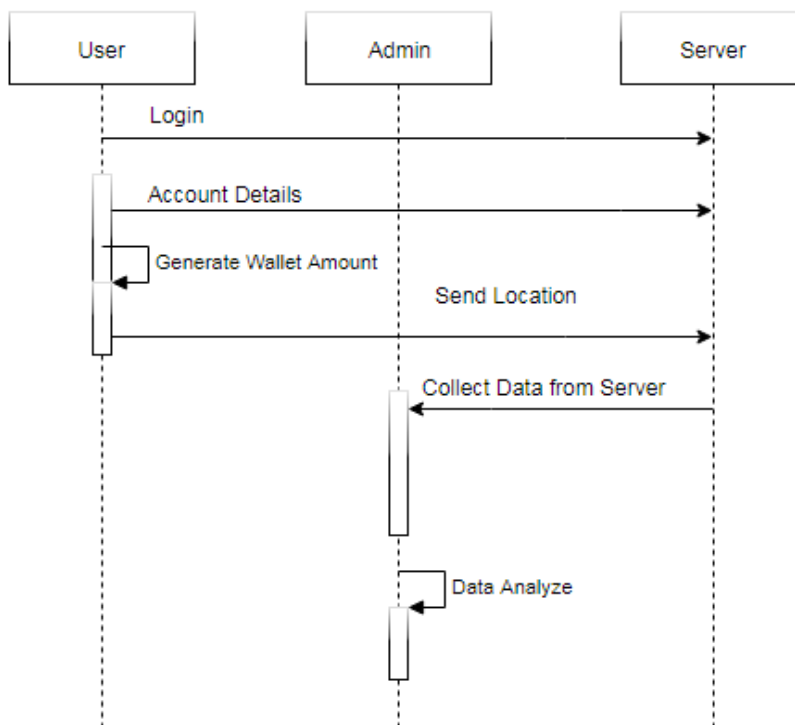 User
Admin
Server
Login
Account Details
Generate Wallet Amount
Send Location
Collect Data from Server
Data Analyze